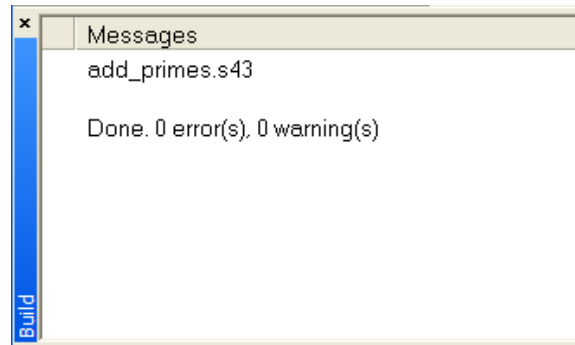 Messages
add_primes.s43
Done. 0 error(s), 0 warning(s)
Build